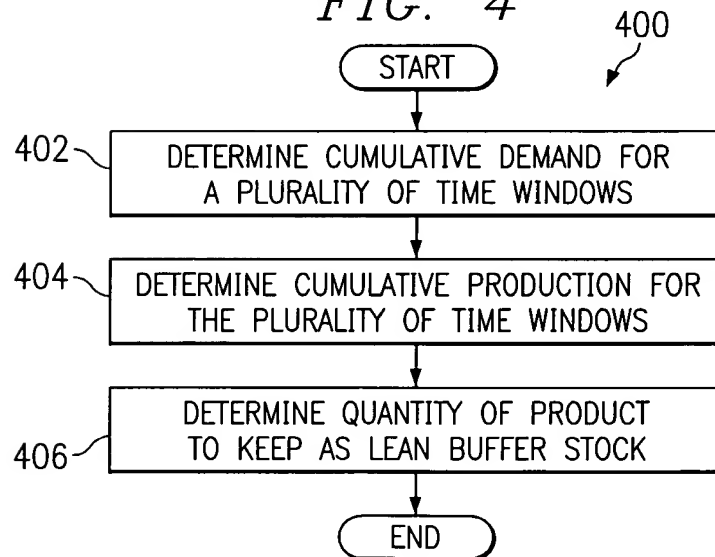 FIG. 4
400
START
402
DETERMINE CUMULATIVE DEMAND FOR
A PLURALITY OF TIME WINDOWS
404
DETERMINE CUMULATIVE PRODUCTION FOR
THE PLURALITY OF TIME WINDOWS
406
DETERMINE QUANTITY OF PRODUCT
TO KEEP AS LEAN BUFFER STOCK
END